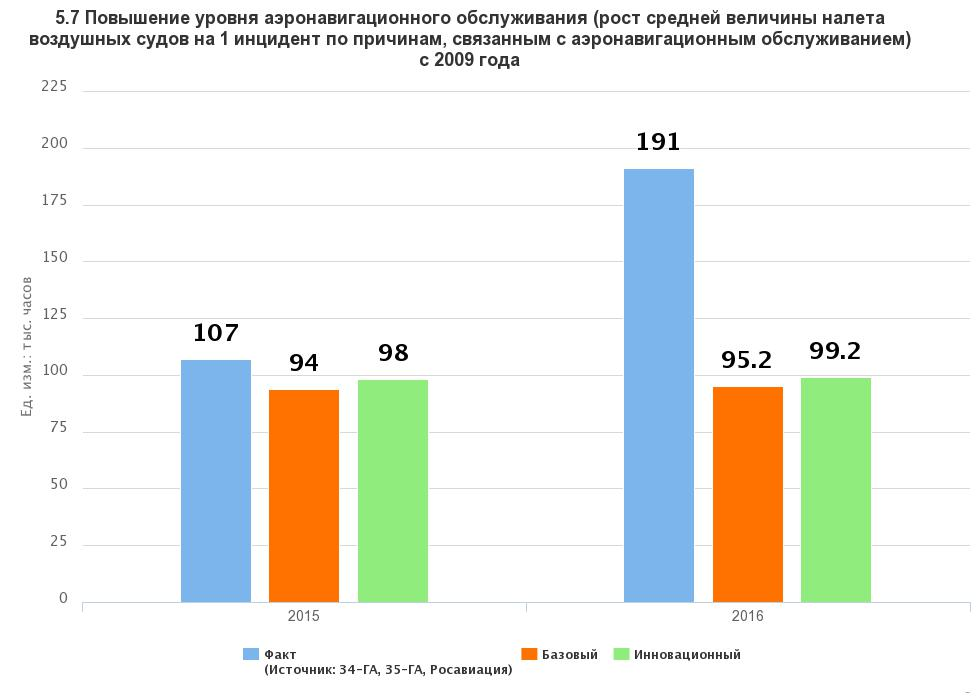 5.7 Повышение уровня аэронавигационного обслуживания (рост средней величины налета
воздушных судов на 1 инцидент по причинам, связанным с аэронавигационным обслуживанием)
с 2009 года
Ед. изм.: тыс. часов
225
200
175
150
125
100
75
50
25
0
107
94
98
191
95.2
99.2
2015
2016
Факт
(Источник: 34-ГА, 35-ГА, Росавиация)
Базовый
Инновационный